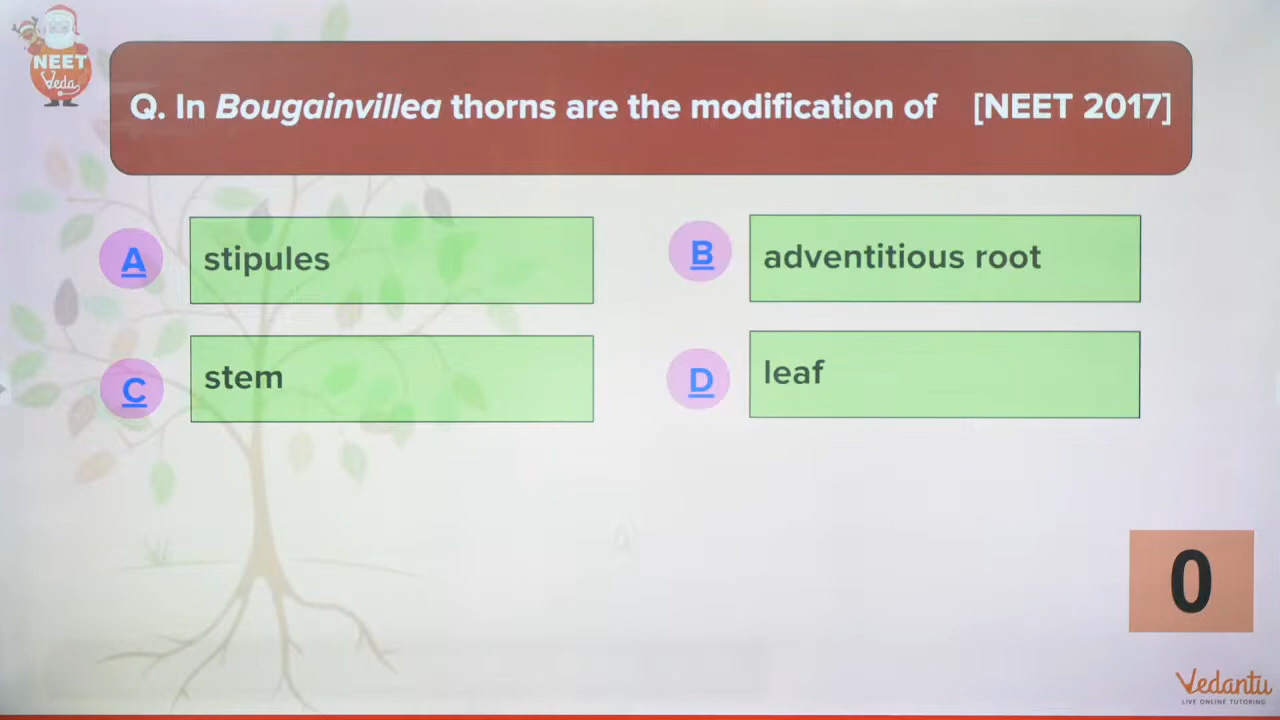 NEET
Veda
Q. In Bougainvillea thorns are the modification of [NEET 2017]
A stipules
B adventitious root
C stem
D leaf
0
Vedantu
LIVE ONLINE TUTORING